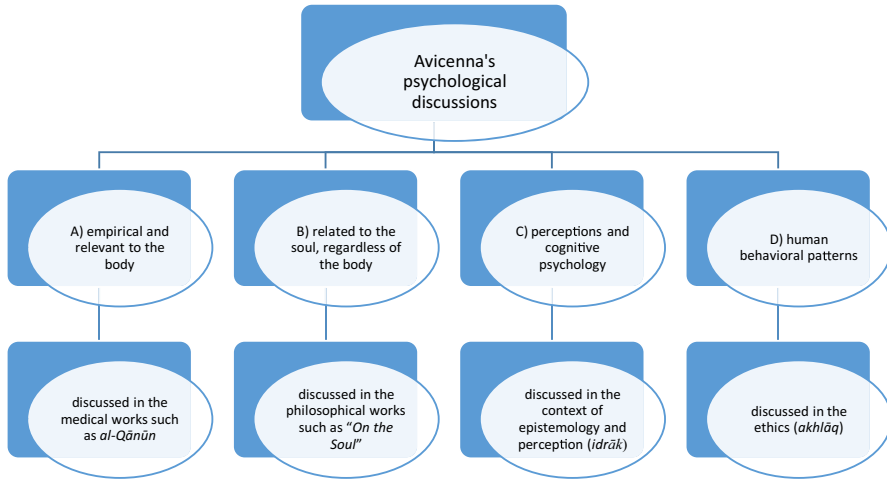 Avicenna's
psychological
discussions
A) empirical and
relevant to the
body
B) related to the
soul, regardless of
the body
C) perceptions and
cognitive
psychology
D) human
behavioral patterns
discussed in the
medical works such
as al-Qānūn
discussed in the
philosophical works
such as “On the
Soul”
discussed in the
context of
epistemology and
perception (idrāk)
discussed in the
ethics (akhlāq)